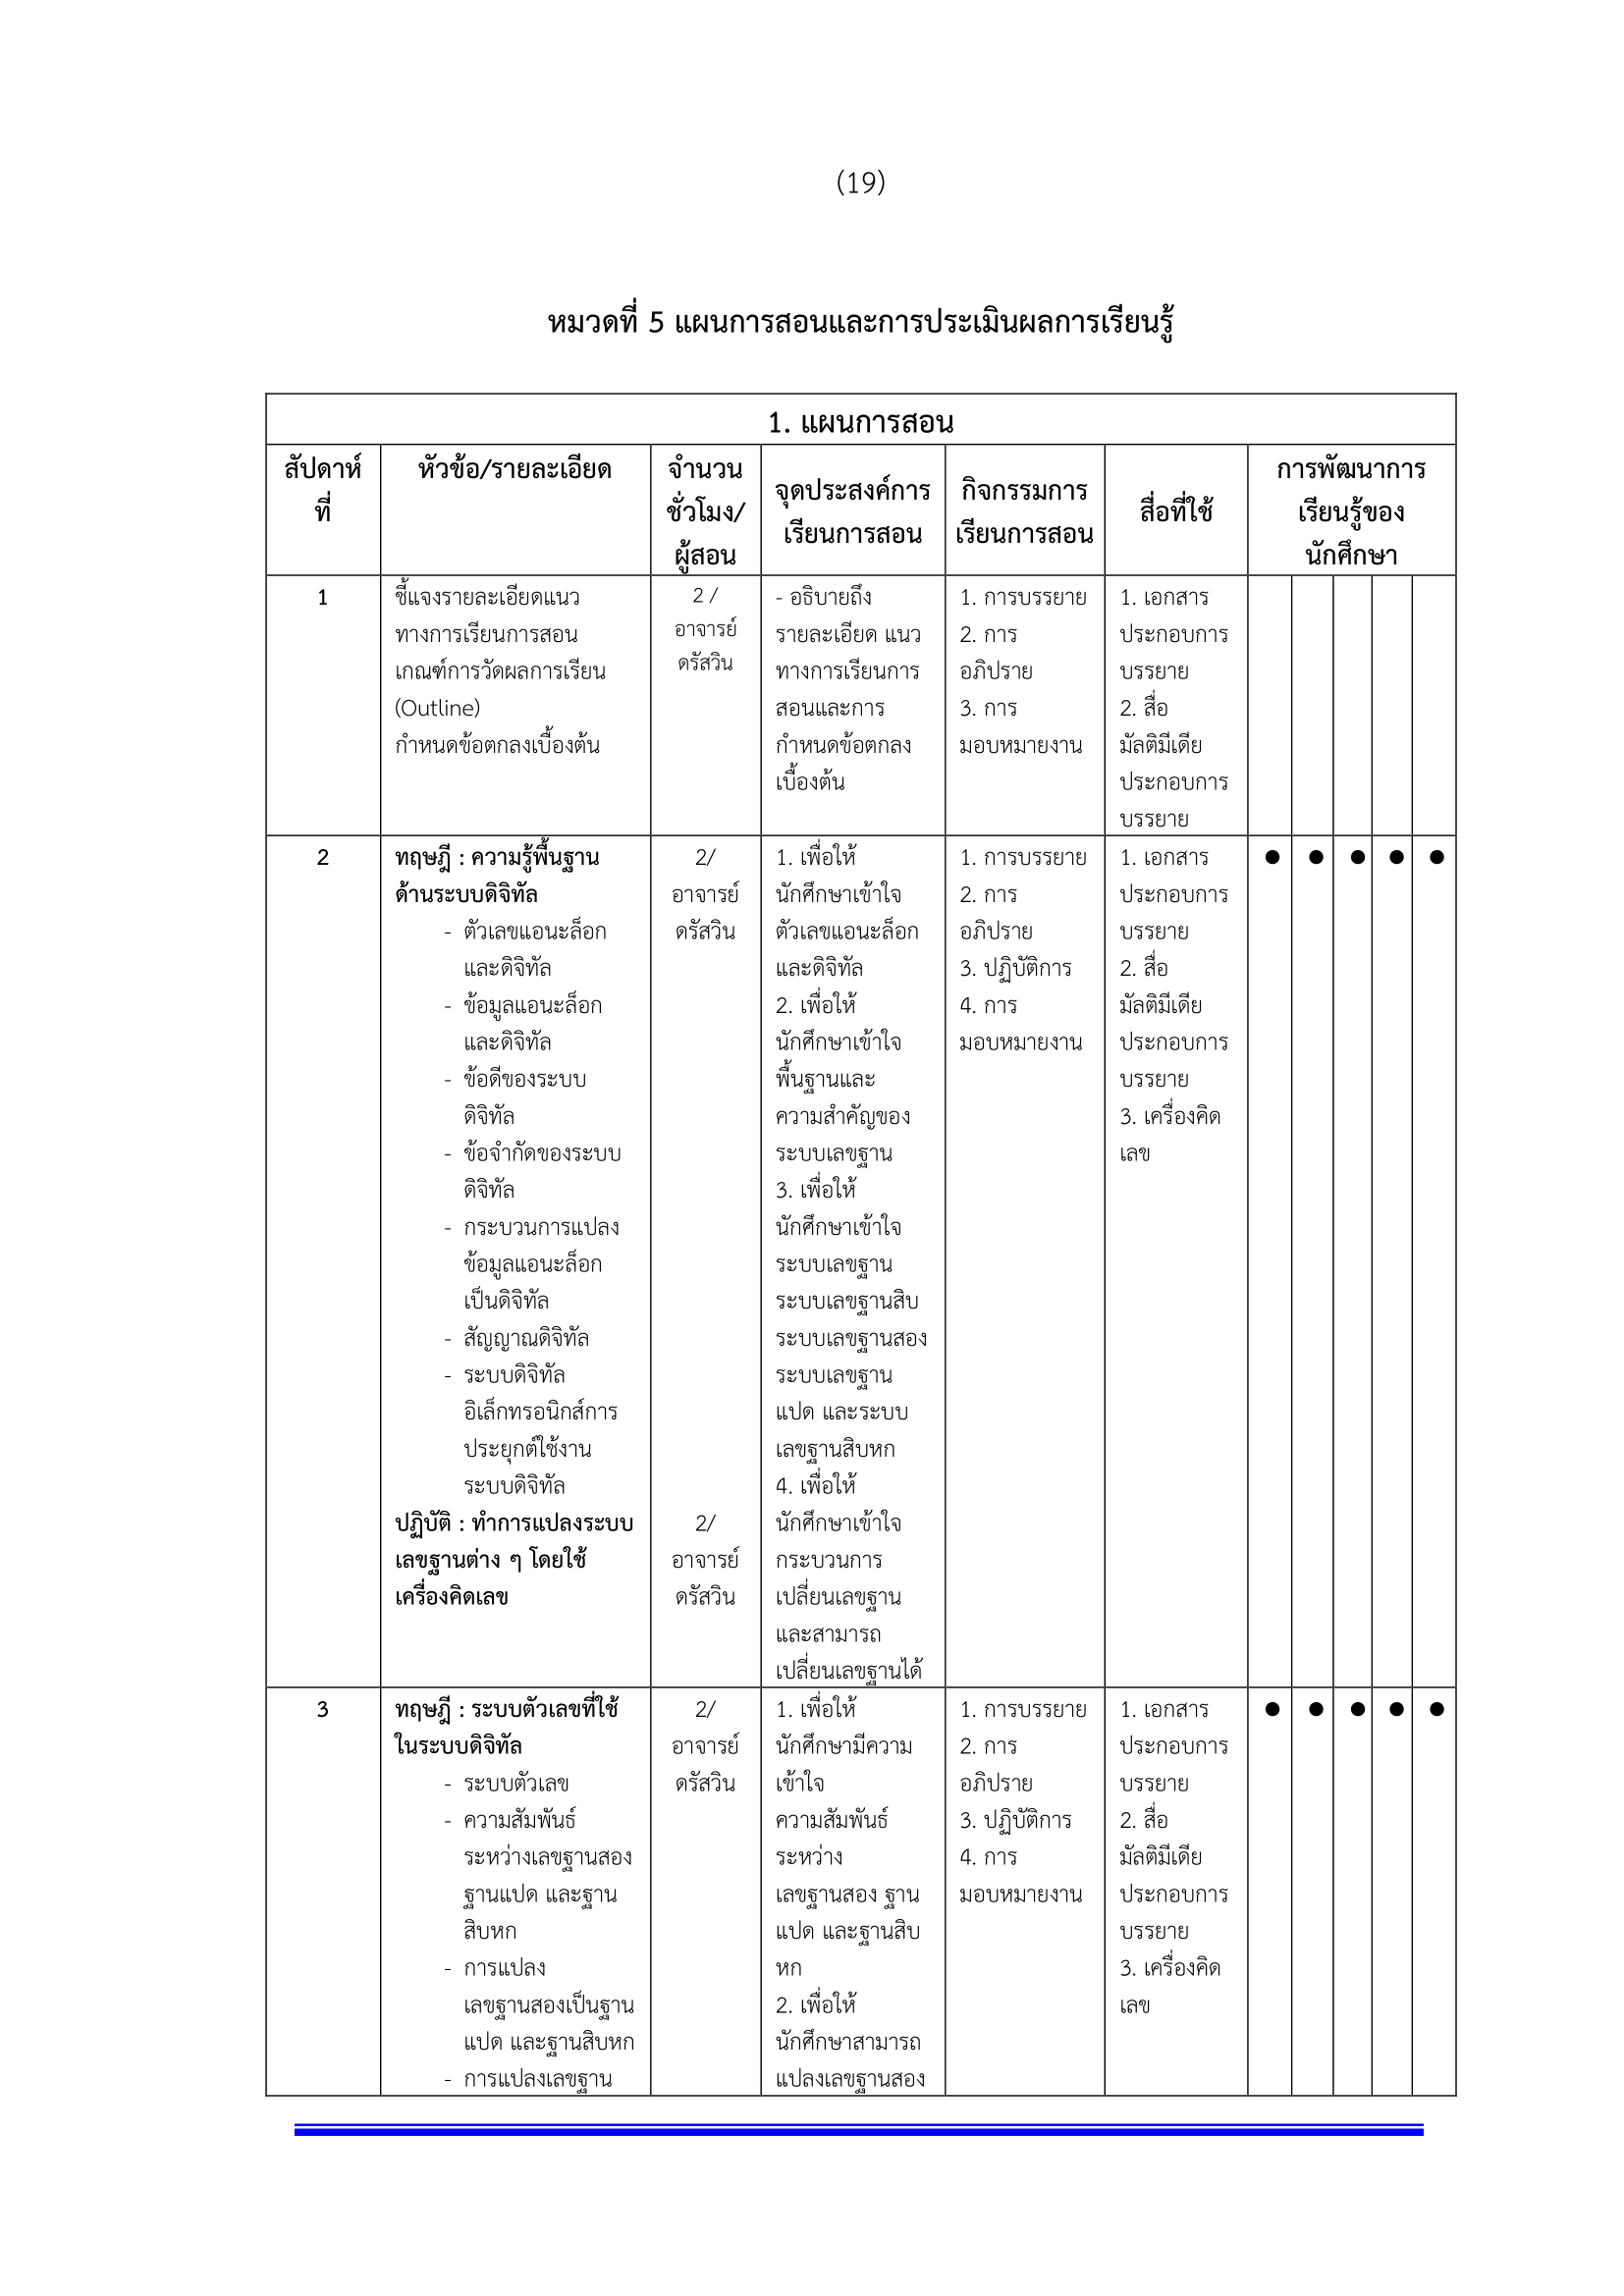 (19)
หมวดที่ 5 แผนการสอนและการประเมินผลการเรียนรู้
1. แผนการสอน
สัปดาห์
ที่
หัวข้อ/รายละเอียด
จำนวน
ชั่วโมง/
ผู้สอน
จุดประสงค์การ
เรียนการสอน
กิจกรรมการ
เรียนการสอน
สื่อที่ใช้
การพัฒนาการ
เรียนรู้ของ
นักศึกษา
1
ชี้แจงรายละเอียดแนว
ทางการเรียนการสอน
เกณฑ์การวัดผลการเรียน
(Outline)
กำหนดข้อตกลงเบื้องต้น
2 /
อาจารย์
ดรัสวิน
- อธิบายถึง
รายละเอียด แนว
ทางการเรียนการ
สอนและการ
กำหนดข้อตกลง
เบื้องต้น
1. การบรรยาย
2. การ
อภิปราย
3. การ
มอบหมายงาน
1. เอกสาร
ประกอบการ
บรรยาย
2. สื่อ
มัลติมีเดีย
ประกอบการ
บรรยาย
2
ทฤษฎี : ความรู้พื้นฐาน
ด้านระบบดิจิทัล
- ตัวเลขแอนะล็อก
และดิจิทัล
- ข้อมูลแอนะล็อก
และดิจิทัล
- ข้อดีของระบบ
ดิจิทัล
- ข้อจำกัดของระบบ
ดิจิทัล
- กระบวนการแปลง
ข้อมูลแอนะล็อก
เป็นดิจิทัล
- สัญญาณดิจิทัล
- ระบบดิจิทัล
อิเล็กทรอนิกส์การ
ประยุกต์ใช้งาน
ระบบดิจิทัล
ปฏิบัติ : ทำการแปลงระบบ
เลขฐานต่าง ๆ โดยใช้
เครื่องคิดเลข
2/
อาจารย์
ดรัสวิน
2/
อาจารย์
ดรัสวิน
1. เพื่อให้
นักศึกษาเข้าใจ
ตัวเลขแอนะล็อก
และดิจิทัล
2. เพื่อให้
นักศึกษาเข้าใจ
พื้นฐานและ
ความสำคัญของ
ระบบเลขฐาน
3. เพื่อให้
นักศึกษาเข้าใจ
ระบบเลขฐาน
ระบบเลขฐานสิบ
ระบบเลขฐานสอง
ระบบเลขฐาน
แปด และระบบ
เลขฐานสิบหก
4. เพื่อให้
นักศึกษาเข้าใจ
กระบวนการ
เปลี่ยนเลขฐาน
และสามารถ
เปลี่ยนเลขฐานได้
1. การบรรยาย
2. การ
อภิปราย
3. ปฏิบัติการ
4. การ
มอบหมายงาน
1. เอกสาร
ประกอบการ
บรรยาย
2. สื่อ
มัลติมีเดีย
ประกอบการ
บรรยาย
3. เครื่องคิด
เลข
● ● ● ● ●
3
ทฤษฎี : ระบบตัวเลขที่ใช้
ในระบบดิจิทัล
- ระบบตัวเลข
- ความสัมพันธ์
ระหว่างเลขฐานสอง
ฐานแปด และฐาน
สิบหก
- การแปลง
เลขฐานสองเป็นฐาน
แปด และฐานสิบหก
- การแปลงเลขฐาน
2/
อาจารย์
ดรัสวิน
1. เพื่อให้
นักศึกษามีความ
เข้าใจ
ความสัมพันธ์
ระหว่าง
เลขฐานสอง ฐาน
แปด และฐานสิบ
หก
2. เพื่อให้
นักศึกษาสามารถ
แปลงเลขฐานสอง
1. การบรรยาย
2. การ
อภิปราย
3. ปฏิบัติการ
4. การ
มอบหมายงาน
1. เอกสาร
ประกอบการ
บรรยาย
2. สื่อ
มัลติมีเดีย
ประกอบการ
บรรยาย
3. เครื่องคิด
เลข
● ● ● ● ●